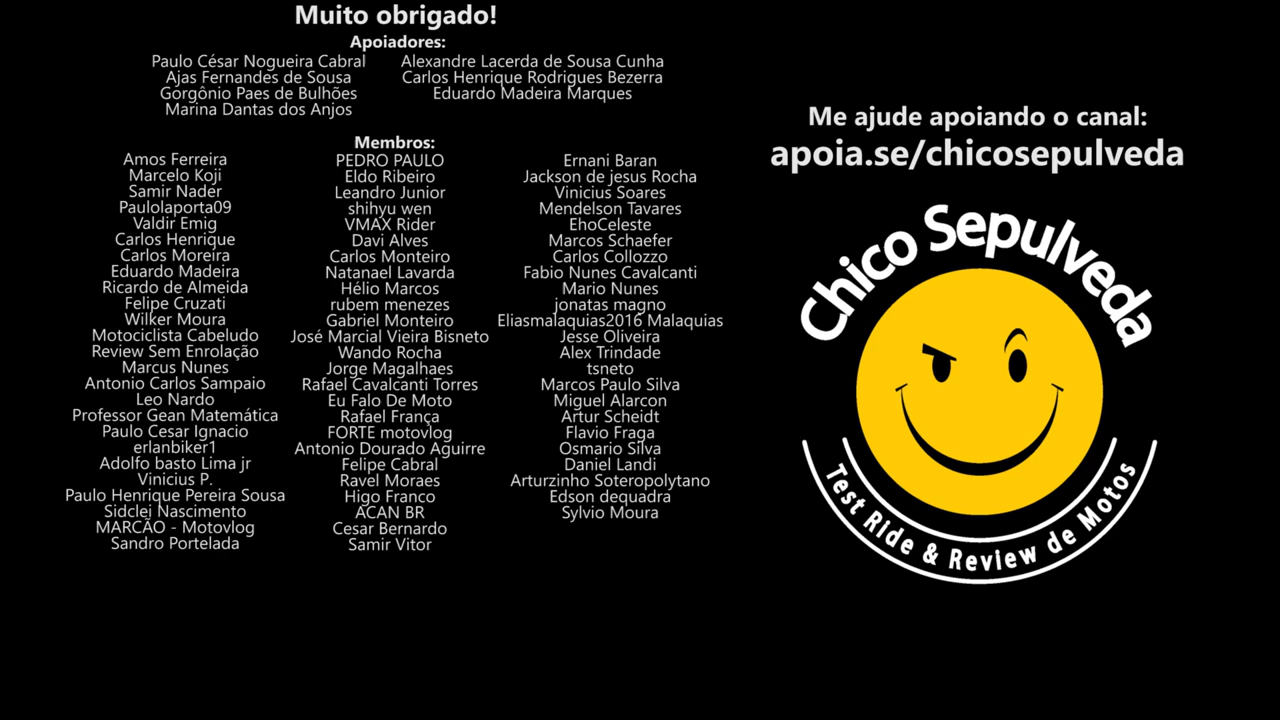 Muito obrigado!
Apoiadores:
Paulo César Nogueira Cabral
Ajas Fernandes de Sousa
Gorgônio Paes de Bulhões
Marina Dantas dos Anjos
Alexandre Lacerda de Sousa Cunha
Carlos Henrique Rodrigues Bezerra
Eduardo Madeira Marques
Membros:
Amos Ferreira
Marcelo Koji
Samir Nader
Paulolaporta09
Valdir Emig
Carlos Henrique
Carlos Moreira
Eduardo Madeira
Ricardo de Almeida
Felipe Cruzati
Wilker Moura
Motociclista Cabeludo
Review Sem Enrolação
Marcus Nunes
Antonio Carlos Sampaio
Leo Nardo
Professor Gean Matemática
Paulo Cesar Ignacio
erlanbiker1
Adolfo basto Lima jr
Vinicius P.
Paulo Henrique Pereira Sousa
Sidclei Nascimento
MARCÃO - Motovlog
Sandro Portelada
PEDRO PAULO
Eldo Ribeiro
Leandro Junior
shihyu wen
VMAX Rider
Davi Alves
Carlos Monteiro
Natanael Lavarda
Hélio Marcos
rubem menezes
Gabriel Monteiro
José Marcial Vieira Bisneto
Wando Rocha
Jorge Magalhaes
Rafael Cavalcanti Torres
Eu Falo De Moto
Rafael França
FORTE motovlog
Antonio Dourado Aguirre
Felipe Cabral
Ravel Moraes
Higo Franco
ACAN BR
Cesar Bernardo
Samir Vitor
Ernani Baran
Jackson de jesus Rocha
Vinicius Soares
Mendelson Tavares
EhoCeleste
Marcos Schaefer
Carlos Collozzo
Fabio Nunes Cavalcanti
Mario Nunes
jonatas magno
Eliasmalaquias2016 Malaquias
Jesse Oliveira
Alex Trindade
tsneto
Marcos Paulo Silva
Miguel Alarcon
Artur Scheidt
Flavio Fraga
Osmario Silva
Daniel Landi
Arturzinho Soteropolytano
Edson dequadra
Sylvio Moura
Me ajude apoiando o canal:
apoia.se/chicosepulveda
Chico Sepulveda
Test Ride & Review de Motos